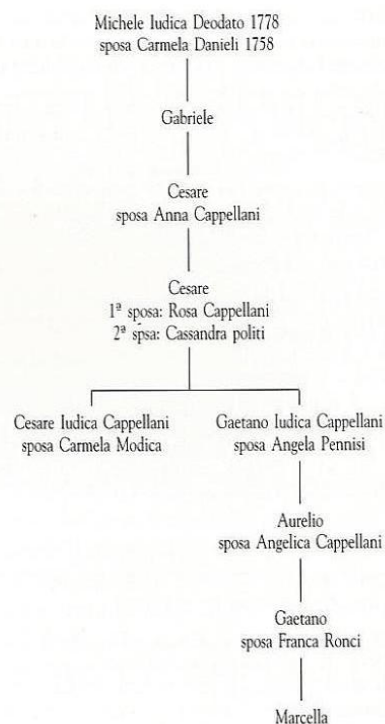 Michele Iudica Deodato 1778
sposa Carmela Danieli 1758
Gabriele
Cesare
sposa Anna Cappellani
Cesare
1ª sposa: Rosa Cappellani
2ª spsa: Cassandra politi
Cesare Iudica Cappellani
sposa Carmela Modica
Gaetano Iudica Cappellani
sposa Angela Pennisi
Aurelio
sposa Angelica Cappellani
Gaetano
sposa Franca Ronci
Marcella